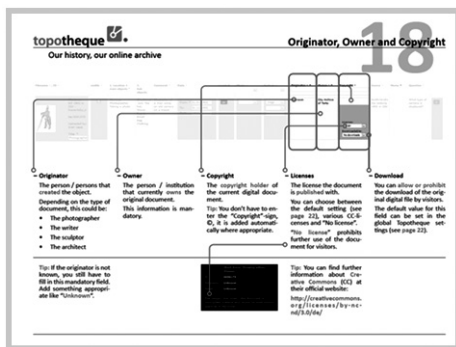 18
topotheque
Originator, Owner and Copyright
Our history, our online archive
– Originator
The person / persons that
created the object.
Depending on the type of
document, this could be:
• The photographer
• The writer
• The sculptor
• The architect
Tip: If the originator is not
known, you still have to
fill in this mandatory field.
Add something appropri-
ate like "Unknown".
– Owner
The person / institution
that currently owns the
original document.
This information is man-
datory.
– Copyright
The copyright holder of
the current digital docu-
ment.
Tip: You don't have to en-
ter the "Copyright"-sign,
©, it is added automati-
cally where appropriate.
– Licenses
The license the document
is published with.
You can choose between
the default setting (see
page 22), various CC-li-
censes and "No license".
"No license" prohibits
further use of the docu-
ment for visitors.
Tip: You can find further
information about Crea-
tive Commons (CC) at
their official website:
http://creativecommons.
org/licenses/by-nc-
nd/3.0/de/
– Download
You can allow or prohibit
the download of the orig-
inal digital file by visitors.
The default value for this
field can be set in the
global Topotheque set-
tings (see page 22).